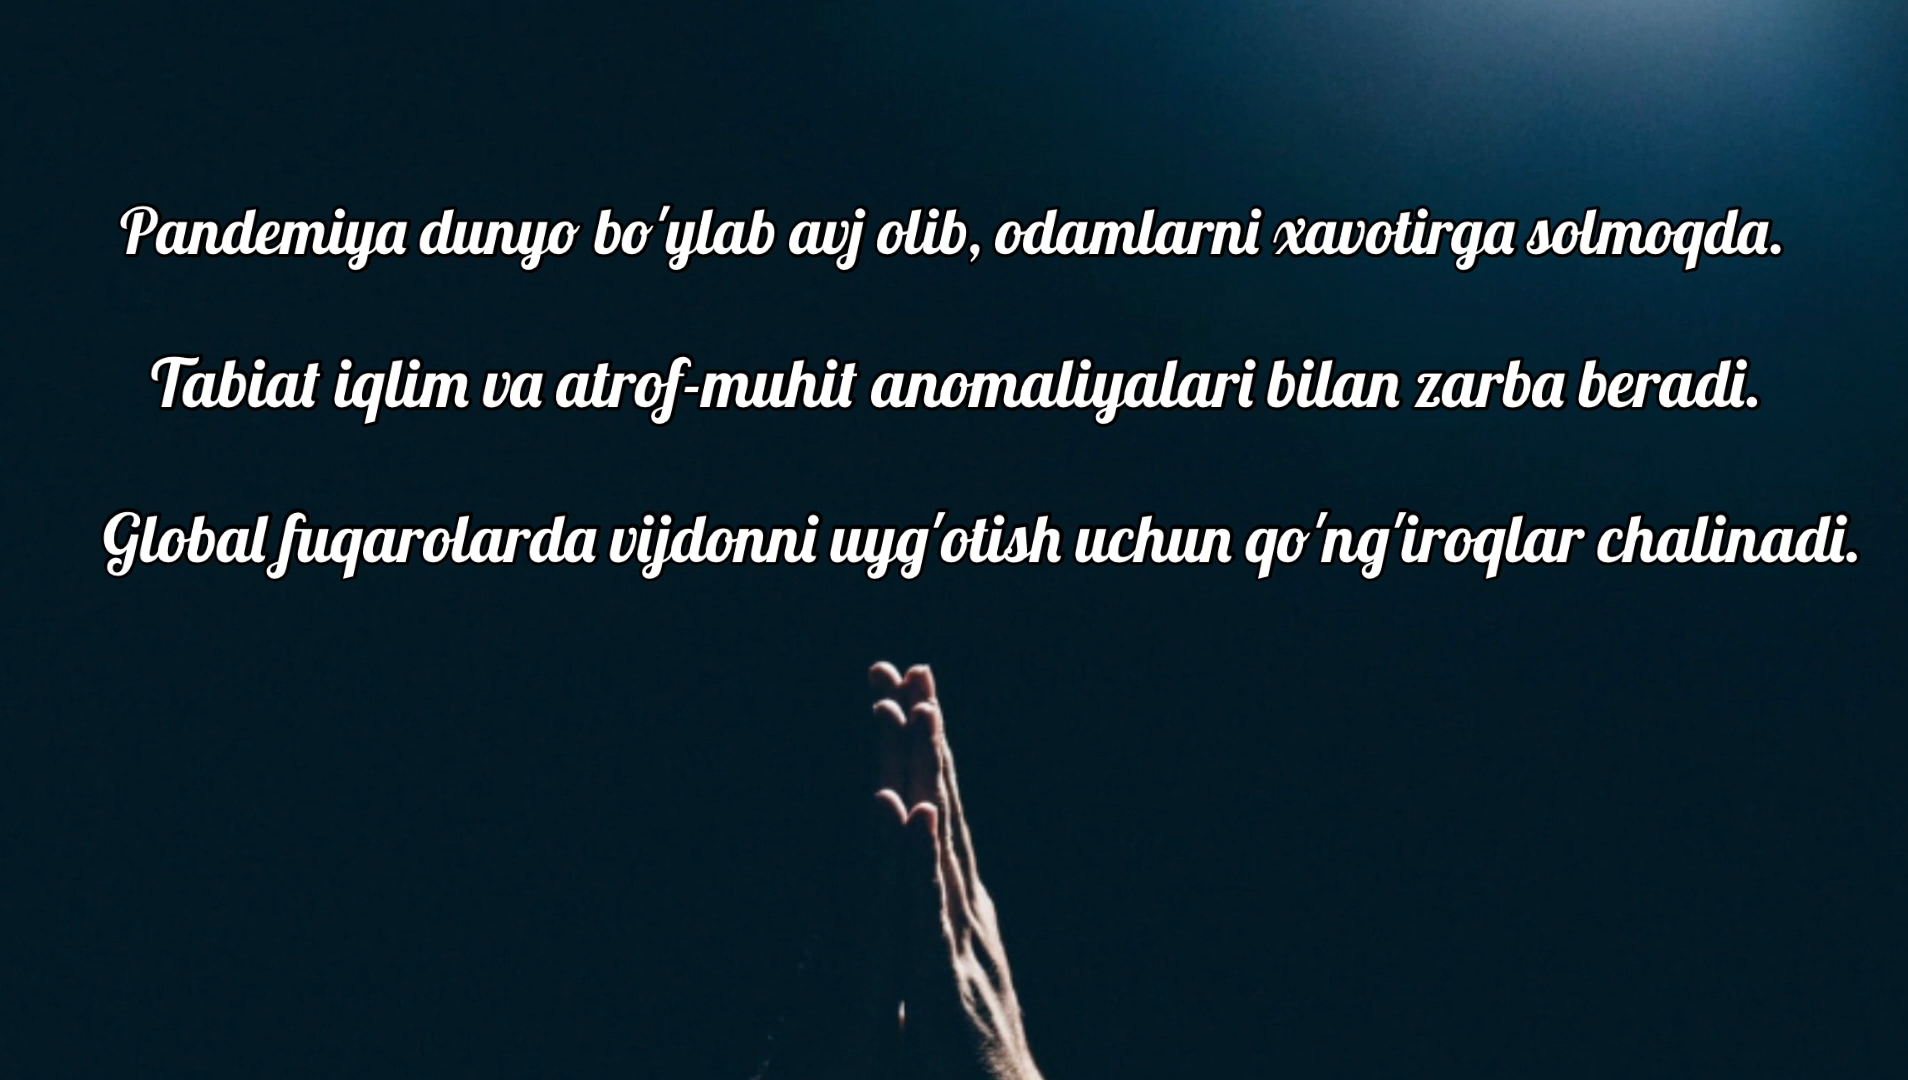 Pandemiya dunyo bo'ylab avj olib, odamlarni xavotirga solmoqda.
Tabiat iqlim va atrof-muhit anomaliyalari bilan zarba beradi.
Global fuqarolarda vijdonni uyg'otish uchun qo'ng'iroqlar chalinadi.